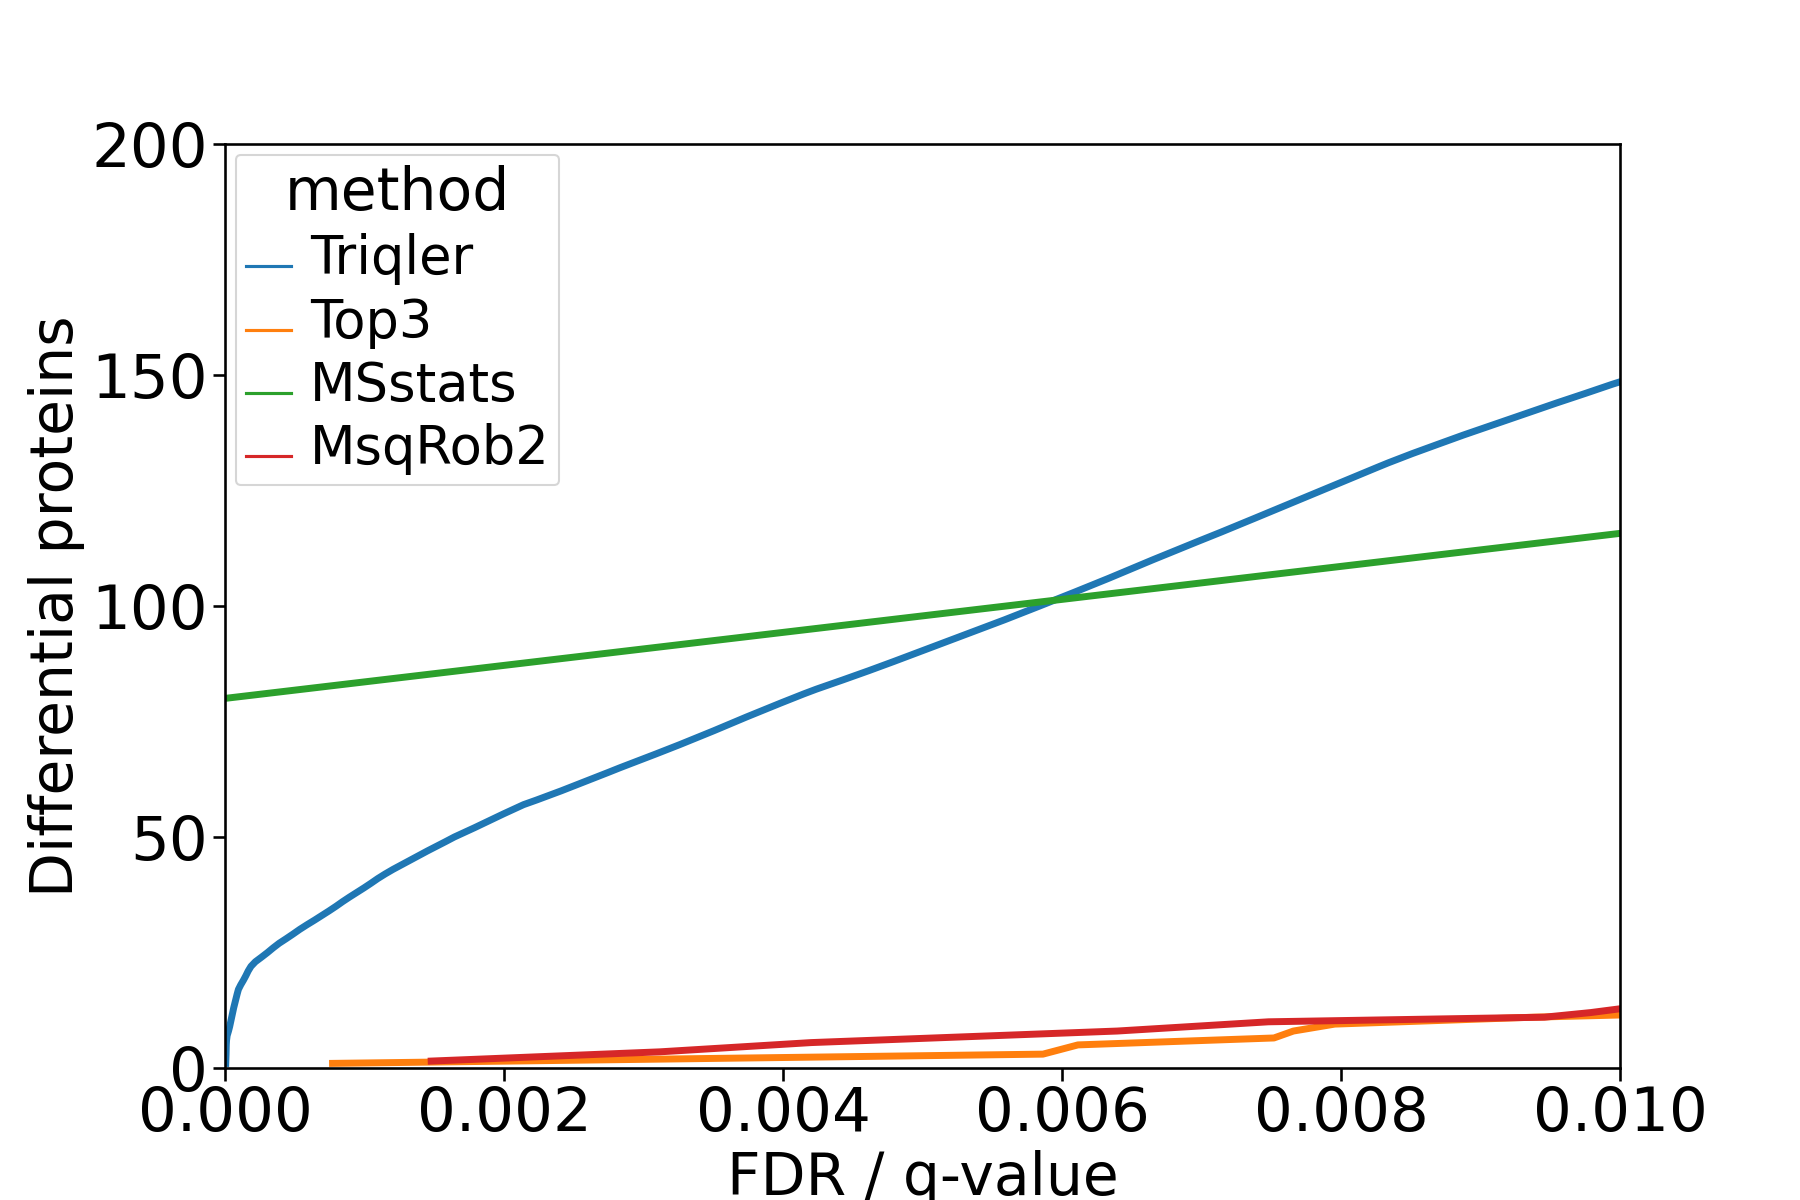 200
150
100
50
0
Differential proteins
method
Triqler
Top3
MSstats
MsqRob2
0.000 0.002 0.004 0.006 0.008 0.010
FDR / q-value